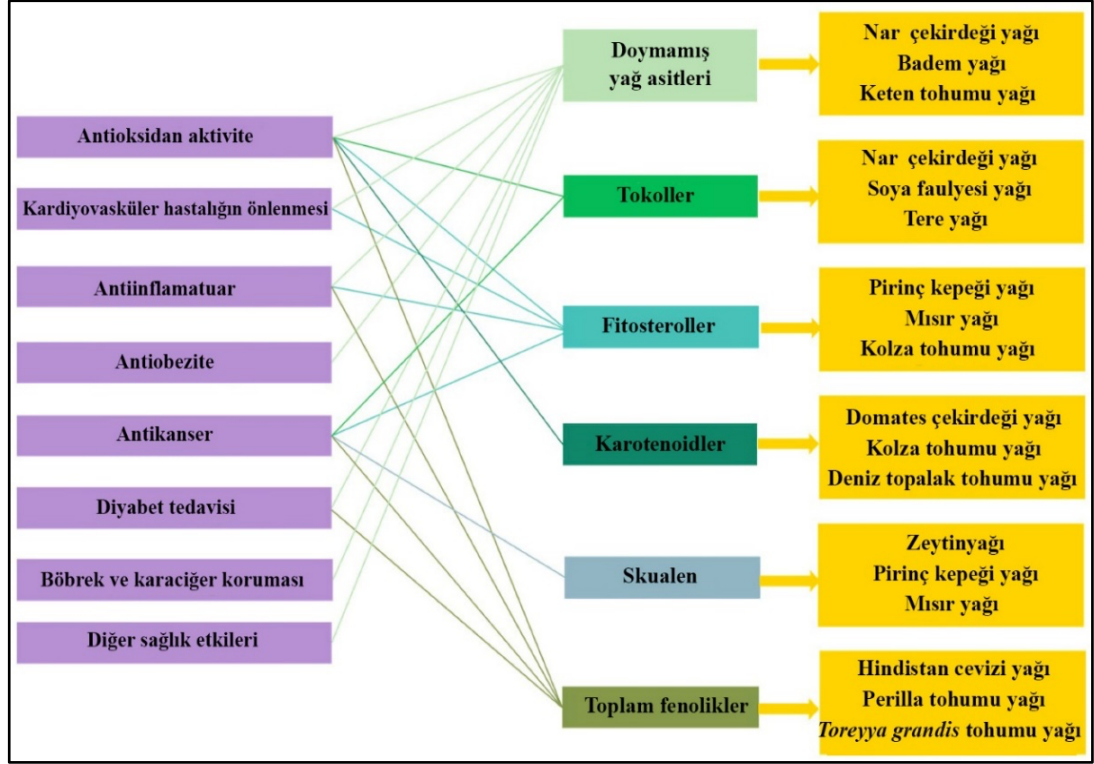 Antioksidan aktivite
Kardiyovasküler hastalığın önlenmesi
Antiinflamatuar
Antiobezite
Antikanser
Diyabet tedavisi
Böbrek ve karaciğer koruması
Diğer sağlık etkileri
Doymamış
yağ asitleri
Tokoller
Fitosteroller
Karotenoidler
Skualen
Toplam fenolikler
Nar çekirdeği yağı
Badem yağı
Keten tohumu yağı
Nar çekirdeği yağı
Soya faulyesi yağı
Tere yağı
Pirinç kepeği yağı
Mısır yağı
Kolza tohumu yağı
Domates çekirdeği yağı
Kolza tohumu yağı
Deniz topalak tohumu yağı
Zeytinyağı
Pirinç kepeği yağı
Mısır yağı
Hindistan cevizi yağı
Perilla tohumu yağı
Toreyya grandis tohumu yağı